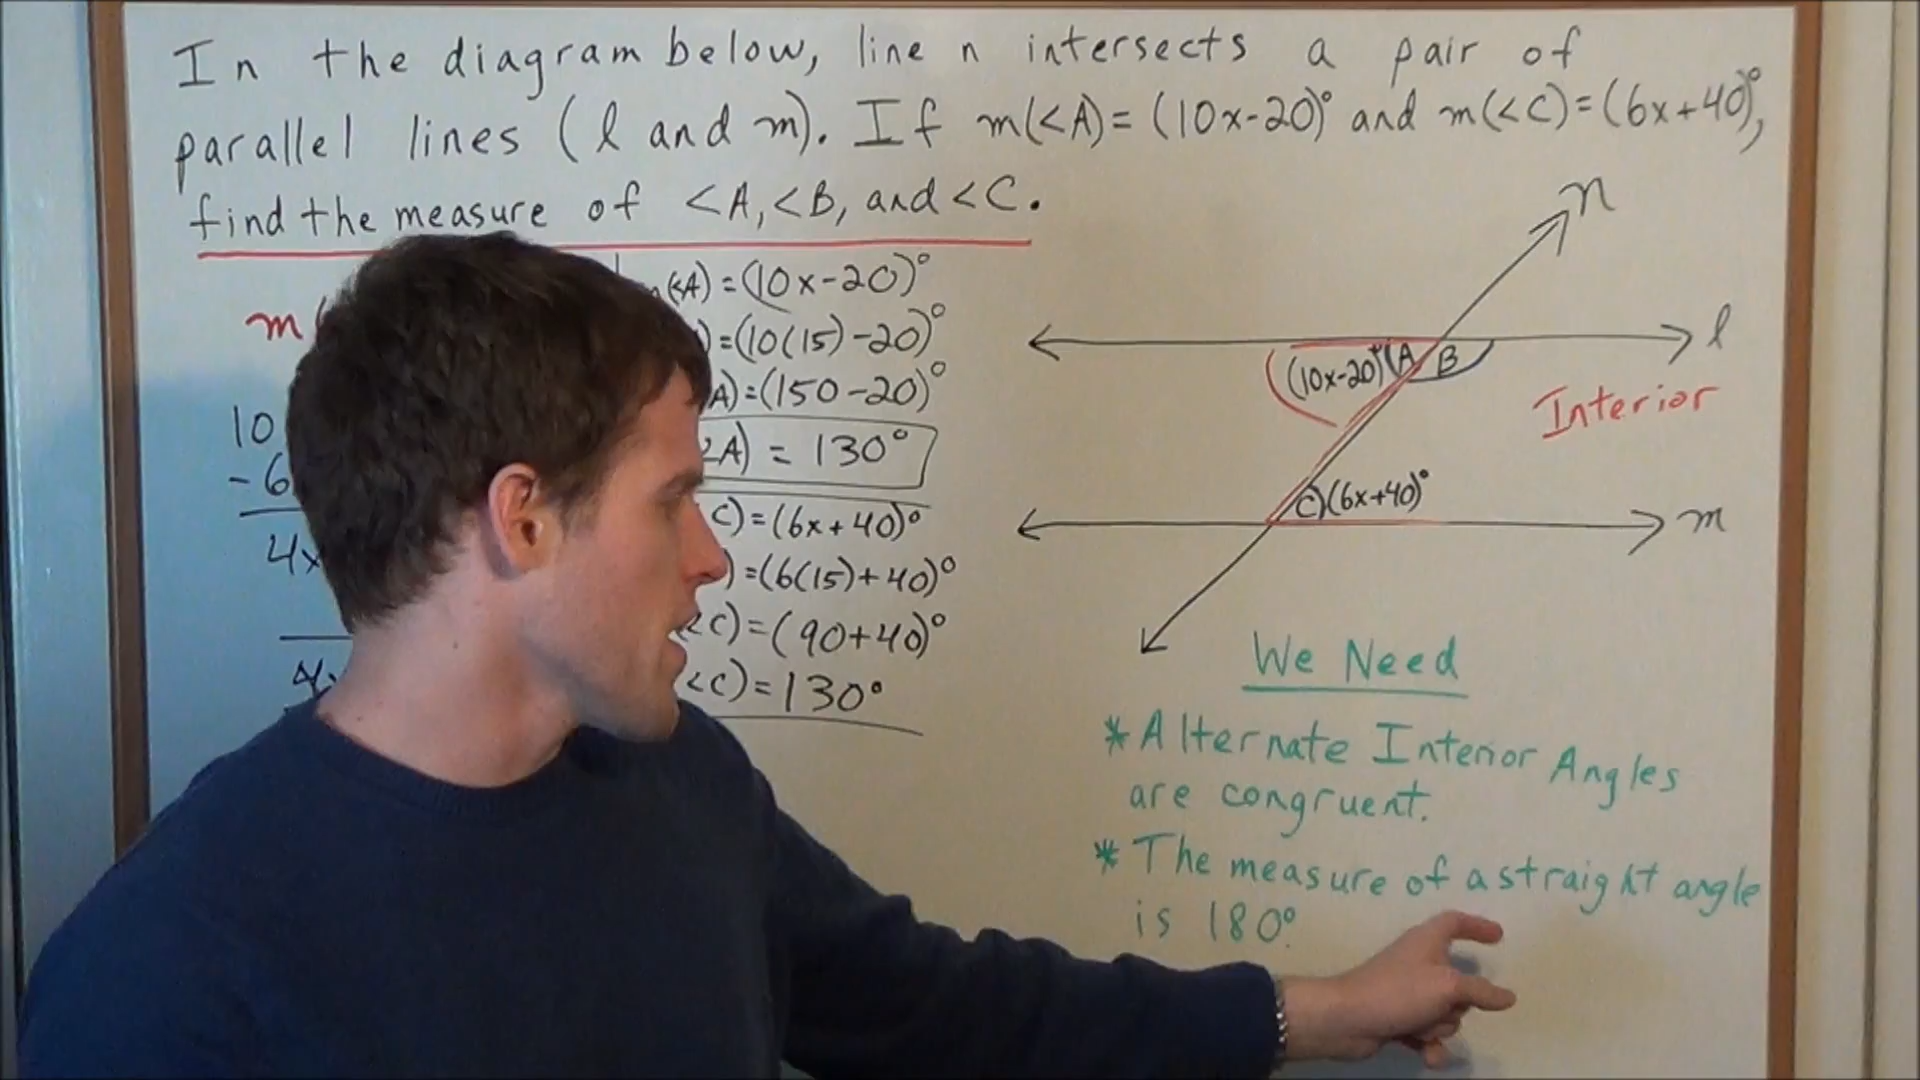 In the diagram below, line n intersects a pair of
parallel lines (l and m). If m(<A)=(10x-20)° and m(<C)=(6x+40)°,
find the measure of <A,<B, and <C.
m(
10
-6
4x
(<A)=(10x-20)°
)=(10(15)-20)°
A)=(150-20)°
<A) = 130°
C)=(6x+40)°
)=(6(15)+40)°
<C)=(90+40)°
<C)=130°
n
l
(10x-20)° A B
Interior
C (6x+40)°
m
We Need
* Alternate Interior Angles
are congruent.
* The measure of a straight angle
is 180°.